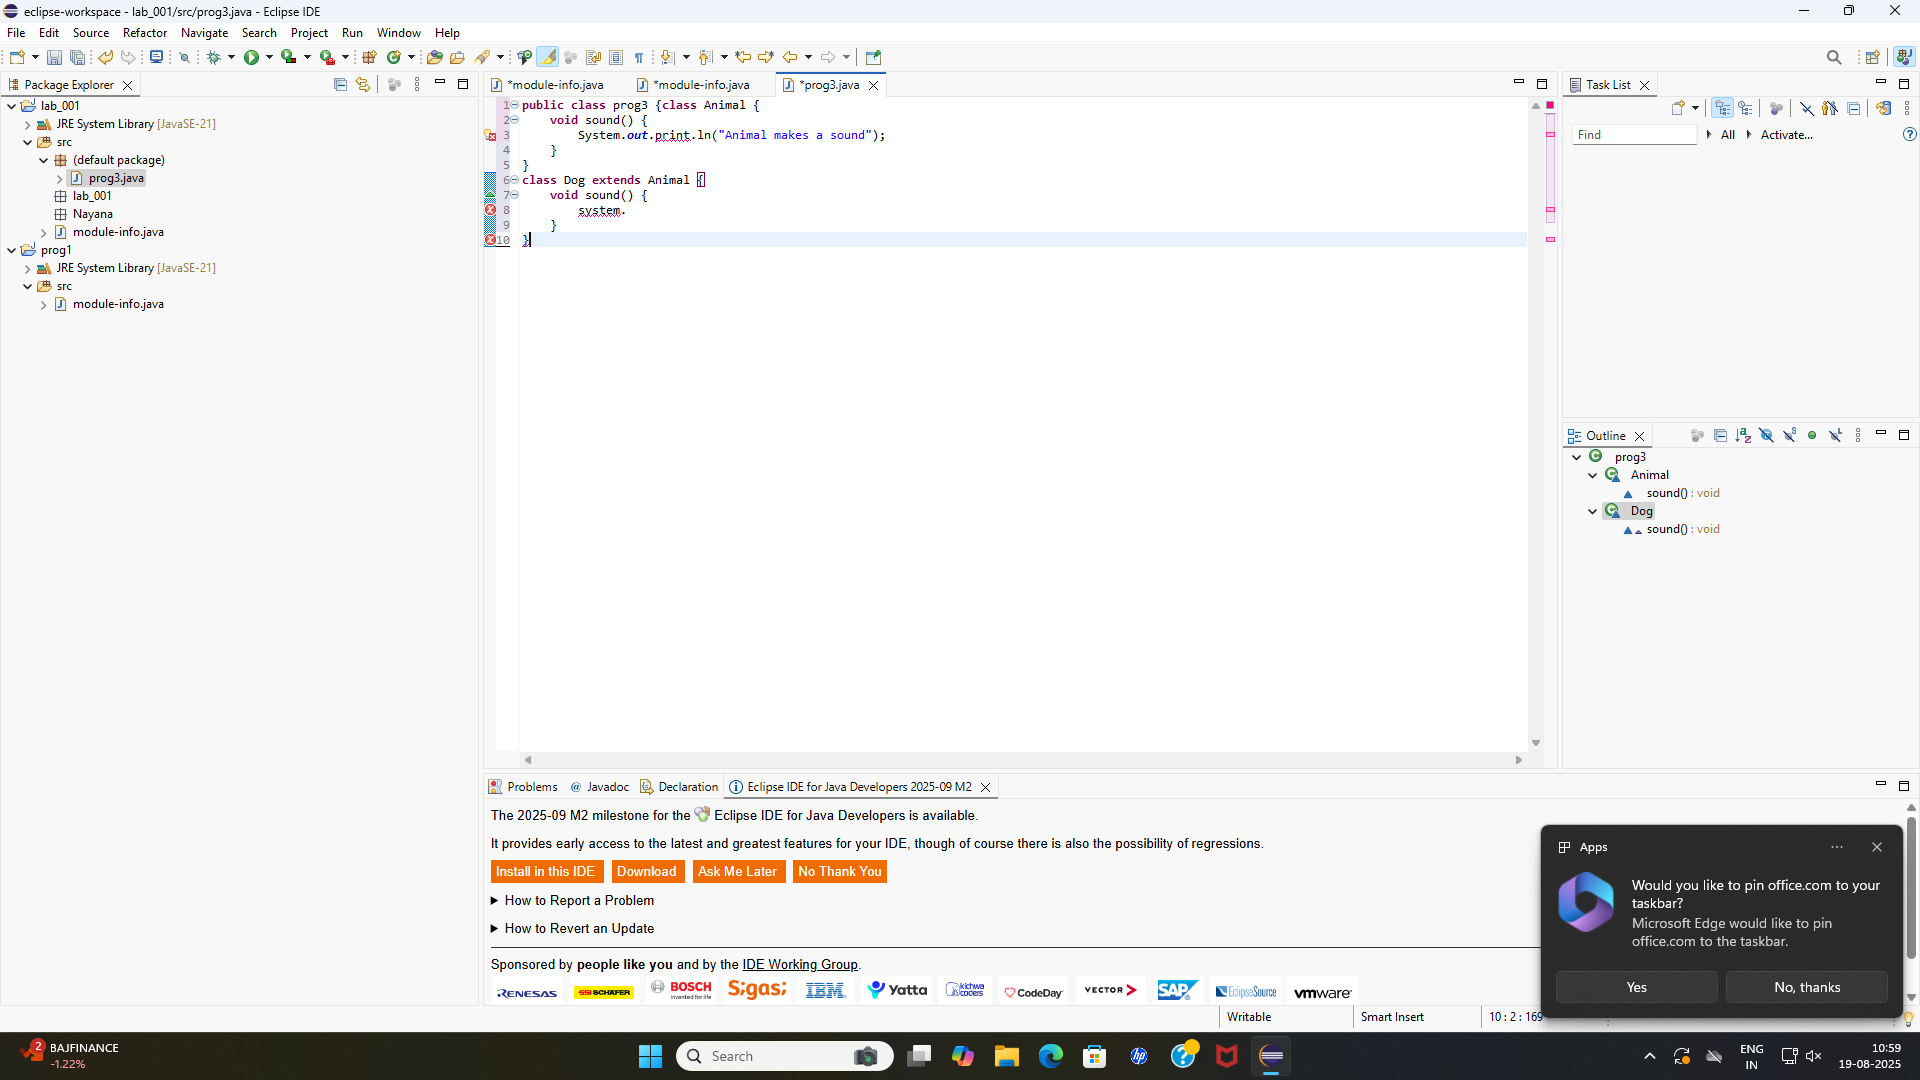 eclipse-workspace - lab_001/src/prog3.java - Eclipse IDE
File Edit Source Refactor Navigate Search Project Run Window Help
Package Explorer
lab_001
JRE System Library [JavaSE-21]
src
(default package)
prog3.java
lab_001
Nayana
module-info.java
prog1
JRE System Library [JavaSE-21]
src
module-info.java
*module-info.java *module-info.java *prog3.java
1 public class prog3 {class Animal {
2 void sound() {
3 System.out.print.ln("Animal makes a sound");
4 }
5 }
6 class Dog extends Animal {
7 void sound() {
8 system.
9 }
10 }
Task List
Find All Activate...
Outline
prog3
Animal
sound() : void
Dog
sound() : void
Problems Javadoc Declaration Eclipse IDE for Java Developers 2025-09 M2
The 2025-09 M2 milestone for the Eclipse IDE for Java Developers is available.
It provides early access to the latest and greatest features for your IDE, though of course there is also the possibility of regressions.
Install in this IDE Download Ask Me Later No Thank You
How to Report a Problem
How to Revert an Update
Sponsored by people like you and by the IDE Working Group.
RENESAS SSI SCHÄFER BOSCH Invented for life Sigasi IBM Yatta kichwa coders CodeDay VECTOR SAP EclipseSource vmware
Writable Smart Insert 10 : 2 : 169
Apps
Would you like to pin office.com to your
taskbar?
Microsoft Edge would like to pin
office.com to the taskbar.
Yes No, thanks
2
BAJFINANCE
-1.22%
Search
hp
ENG
IN
10:59
19-08-2025